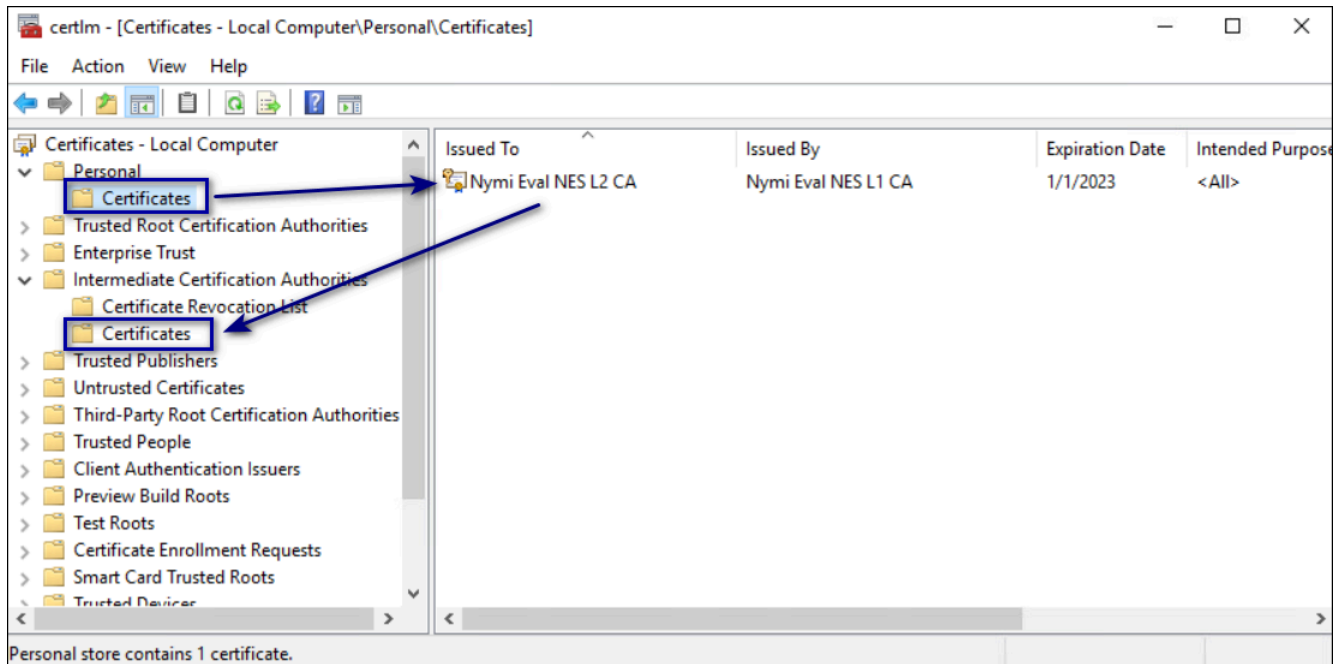 certlm - [Certificates - Local Computer\Personal\Certificates]
File Action View Help
Certificates - Local Computer
Personal
Certificates
Trusted Root Certification Authorities
Enterprise Trust
Intermediate Certification Authorities
Certificate Revocation List
Certificates
Trusted Publishers
Untrusted Certificates
Third-Party Root Certification Authorities
Trusted People
Client Authentication Issuers
Preview Build Roots
Test Roots
Certificate Enrollment Requests
Smart Card Trusted Roots
Trusted Devices
Issued To Issued By Expiration Date Intended Purpose
Nymi Eval NES L2 CA Nymi Eval NES L1 CA 1/1/2023 <All>
Personal store contains 1 certificate.